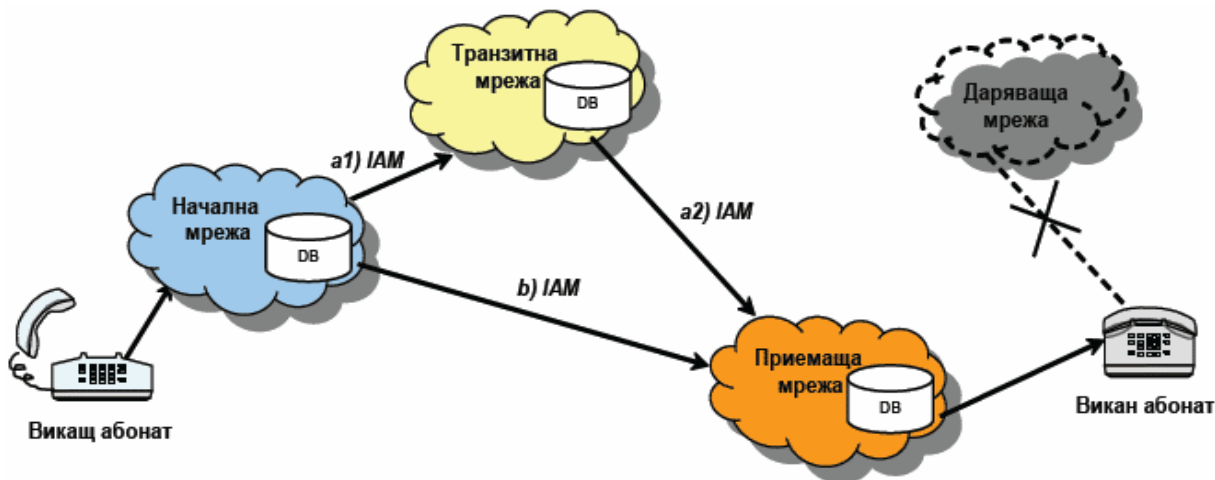 Транзитна
мрежа
DB
Даряваща
мрежа
a1) IAM
Начална
мрежа
DB
a2) IAM
b) IAM
Приемаща
мрежа
DB
Викащ абонат
Викан абонат